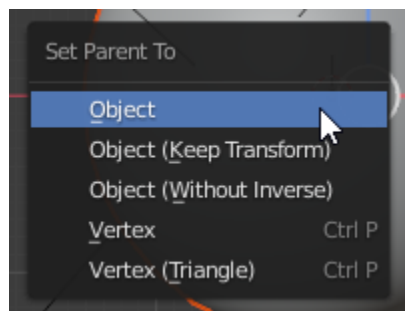 Set Parent To
Object
Object (Keep Transform)
Object (Without Inverse)
Vertex Ctrl P
Vertex (Triangle) Ctrl P